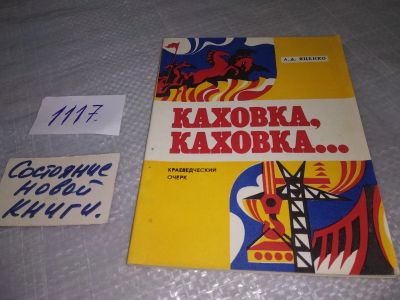 1117.
Состояние
новой
книги.
А. Д. ЯЦЕНКО
КАХОВКА,
КАХОВКА...
КРАЕВЕДЧЕСКИЙ
ОЧЕРК